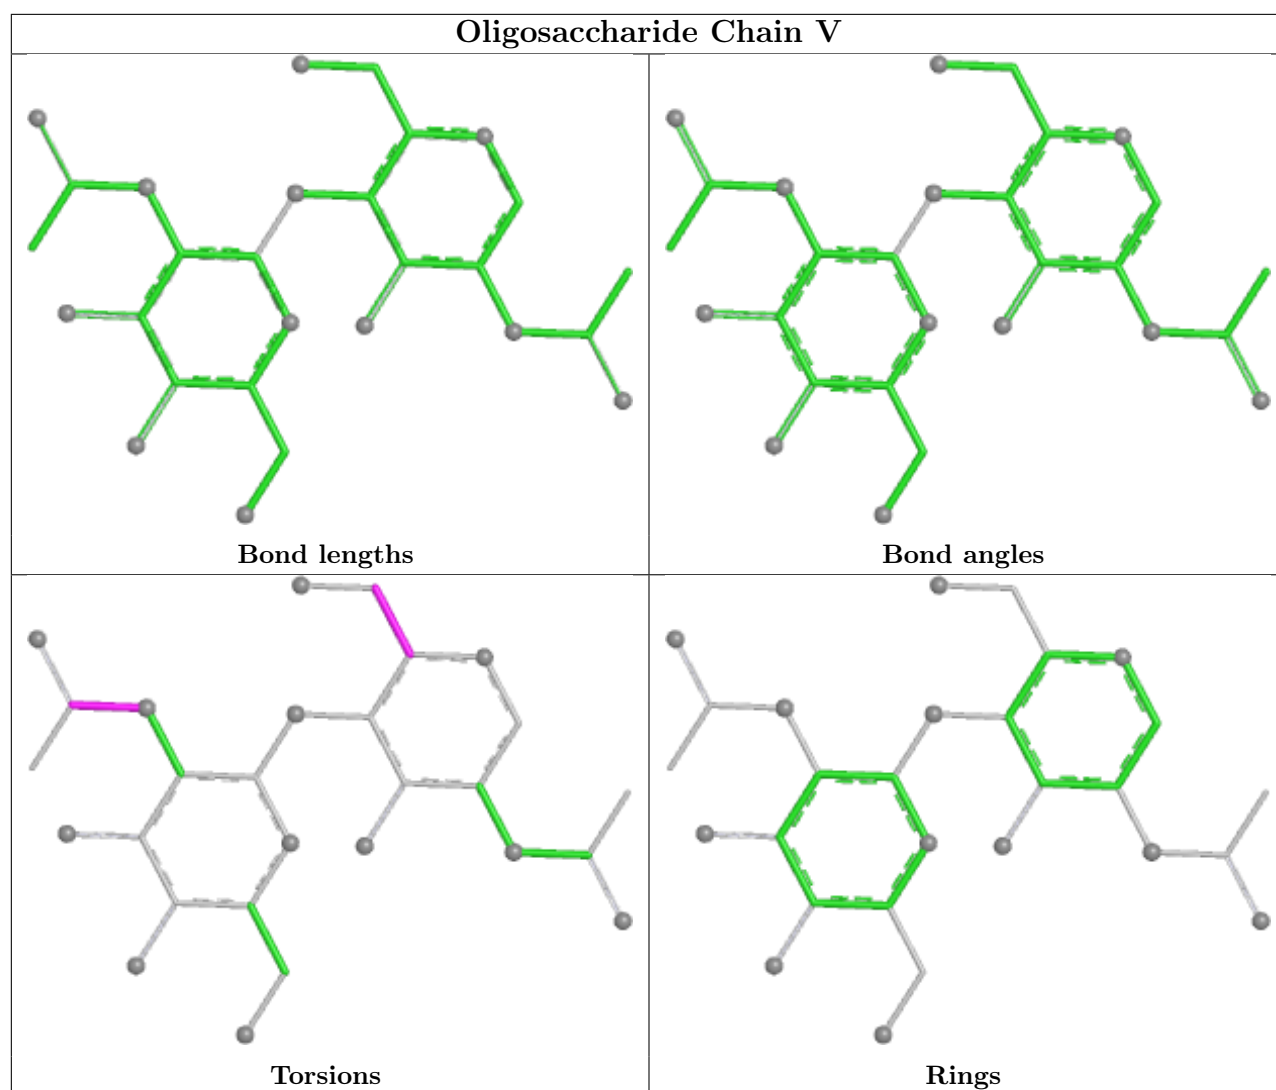 Oligosaccharide Chain V
Bond lengths
Bond angles
Torsions
Rings